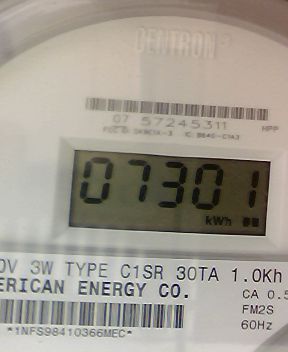 CENTRON®
07 57245311
HPP
07301
kWh
0V 3W TYPE C1SR 30TA 1.0Kh
ERICAN ENERGY CO.
CA 0.5
FM2S
*1NFS98410366MEC*
60Hz